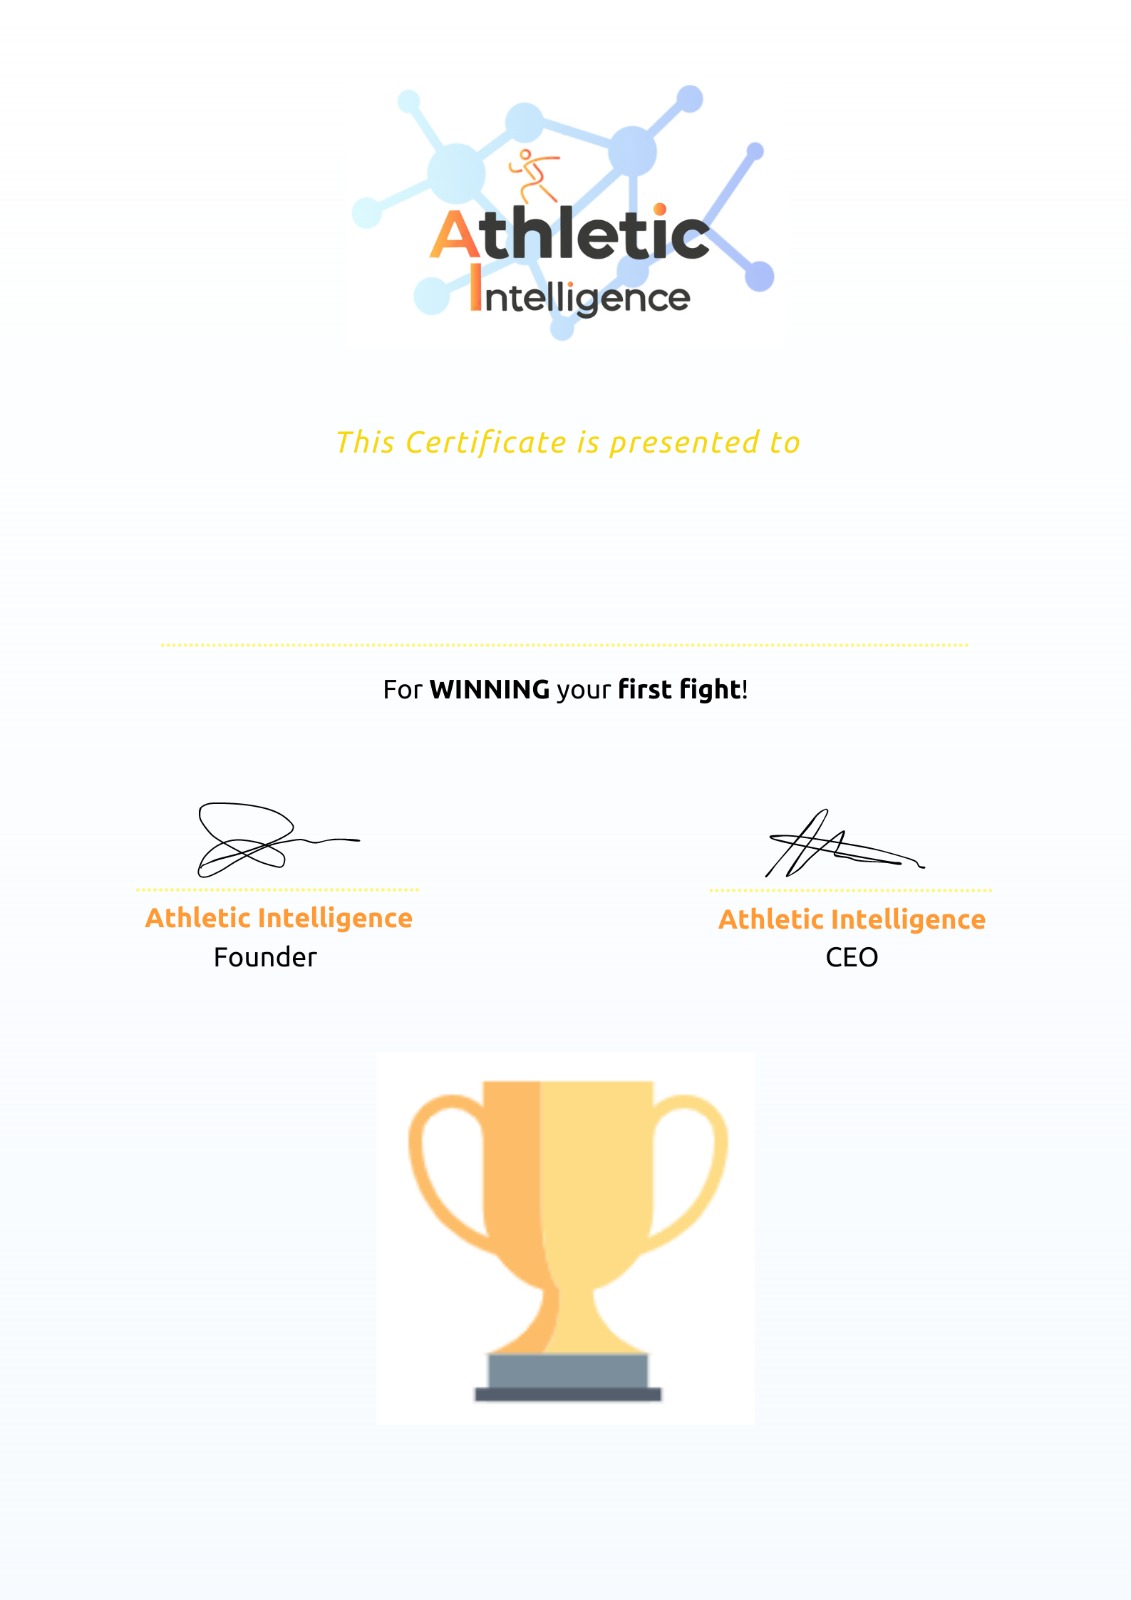 Athletic
Intelligence
This Certificate is presented to
For WINNING your first fight!
Athletic Intelligence
Founder
Athletic Intelligence
CEO